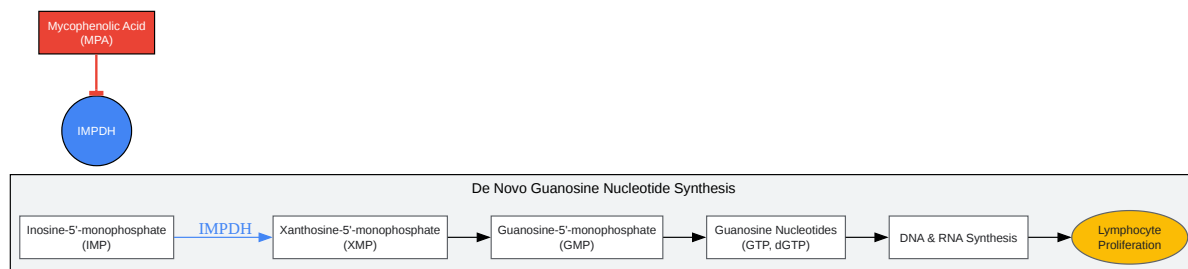 Mycophenolic Acid
(MPA)
IMPDH
De Novo Guanosine Nucleotide Synthesis
Inosine-5'-monophosphate
(IMP)
IMPDH
Xanthosine-5'-monophosphate
(XMP)
Guanosine-5'-monophosphate
(GMP)
Guanosine Nucleotides
(GTP, dGTP)
DNA & RNA Synthesis
Lymphocyte
Proliferation